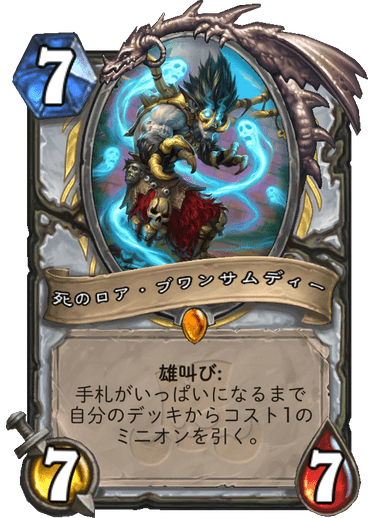 7
死のロア・ブワンサムディー
雄叫び:
手札がいっぱいになるまで
自分のデッキからコスト1の
ミニオンを引く。
7
7